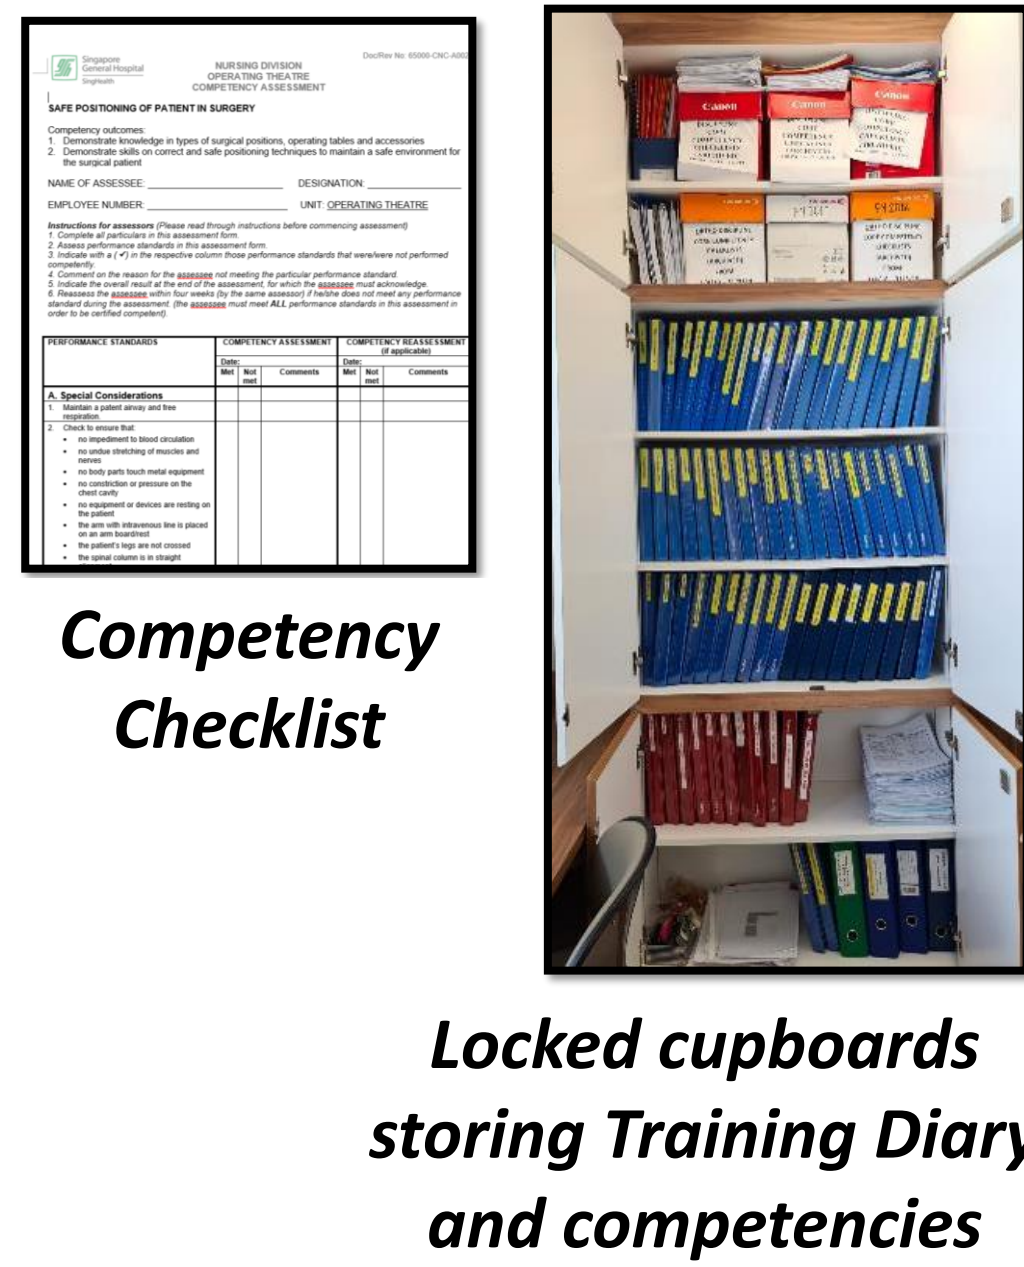 Singapore
General Hospital
SingHealth
Doc/Rev No: 65000-CNC-A002
NURSING DIVISION
OPERATING THEATRE
COMPETENCY ASSESSMENT
SAFE POSITIONING OF PATIENT IN SURGERY
Competency outcomes:
1. Demonstrate knowledge in types of surgical positions, operating tables and accessories
2. Demonstrate skills on correct and safe positioning techniques to maintain a safe environment for
the surgical patient
NAME OF ASSESSEE: DESIGNATION:
EMPLOYEE NUMBER: UNIT: OPERATING THEATRE
Instructions for assessors (Please read through instructions before commencing assessment)
1. Complete all particulars in this assessment form.
2. Assess performance standards in this assessment form.
3. Indicate with a (✓) in the respective column those performance standards that were/were not performed
competently.
4. Comment on the reason for the assessee not meeting the particular performance standard.
5. Indicate the overall result at the end of the assessment, for which the assessee must acknowledge.
6. Reassess the assessee within four weeks (by the same assessor) if he/she does not meet any performance
standard during the assessment. (the assessee must meet ALL performance standards in this assessment in
order to be certified competent).
PERFORMANCE STANDARDS COMPETENCY ASSESSMENT COMPETENCY REASSESSMENT
(if applicable)
Date: Date:
Met Not met Comments Met Not met Comments
A. Special Considerations
1. Maintain a patent airway and free
respiration.
2. Check to ensure that:
• no impediment to blood circulation
• no undue stretching of muscles and
nerves
• no body parts touch metal equipment
• no constriction or pressure on the
chest cavity
• no equipment or devices are resting on
the patient
• the arm with intravenous line is placed
on an arm board/rest
• the patient's legs are not crossed
• the spinal column is in straight
Competency
Checklist
Canon
Canon
Canon
CORE
COMPETENCY
CHECKLISTS
Locked cupboards
storing Training Diary
and competencies